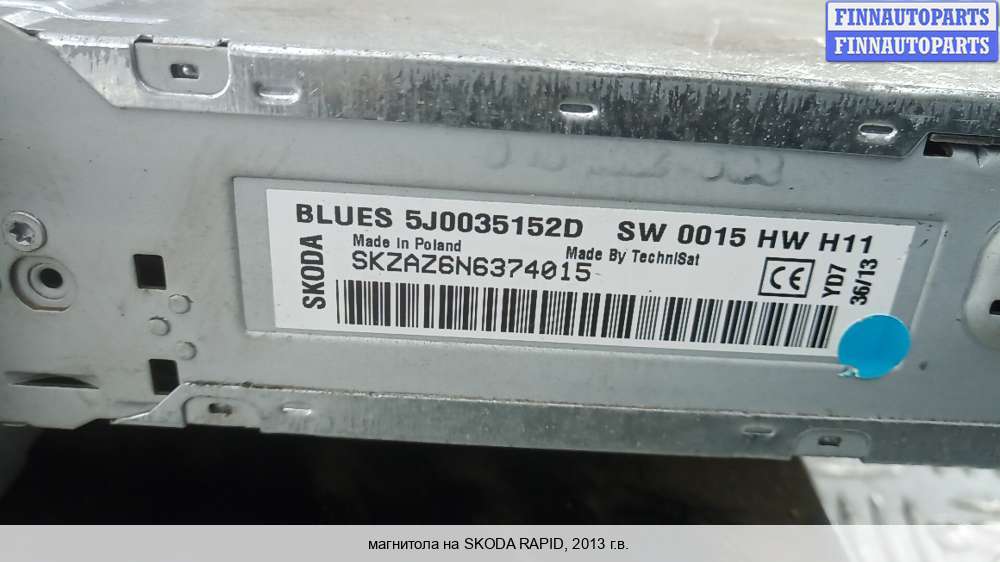 FINNAUTOPARTS
FINNAUTOPARTS
BLUES 5J0035152D SW 0015 HW H11
Made In Poland
Made By TechniSat
SKZAZ6N6374015
SKODA
CE
YD7
36/13
магнитола на SKODA RAPID, 2013 г.в.